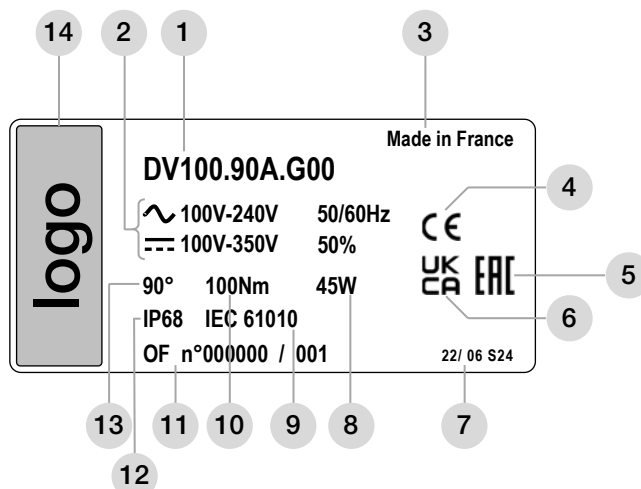 14 2 1 3
Made in France
DV100.90A.G00
100V-240V 50/60Hz
100V-350V 50%
4
CE
5
UK
CA
EAC
6
90° 100Nm 45W
IP68 IEC 61010
OF n°000000 / 001
22/ 06 S24
logo
13 11 10 9 8 7
12